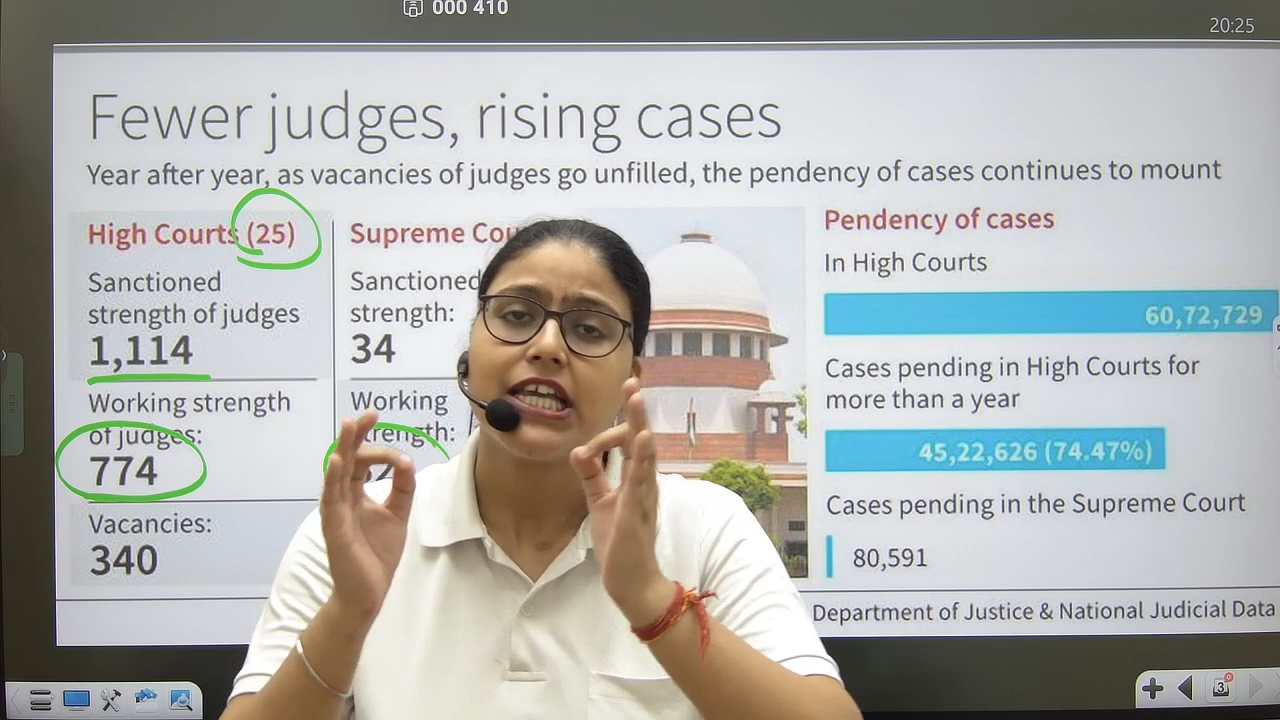 000 410
20:25
Fewer judges, rising cases
Year after year, as vacancies of judges go unfilled, the pendency of cases continues to mount
High Courts (25)
Sanctioned
strength of judges
1,114
Working strength
of judges:
774
Vacancies:
340
Supreme
Sanctioned
strength:
34
Working
strength:
Pendency of cases
In High Courts
60,72,729
Cases pending in High Courts for
more than a year
45,22,626 (74.47%)
Cases pending in the Supreme Court
80,591
Department of Justice & National Judicial Data
3